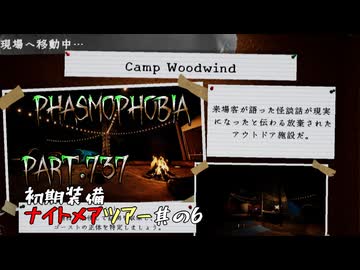 現場へ移動中…
Camp Woodwind
PHASMOPHOBIA
来場客が語った怪談話が現実
になったと伝わる放棄された
アウトドア施設だ。
PART.737
初期装備
ナイトメアツアー其の6
ゴーストの正体を特定しましょう。